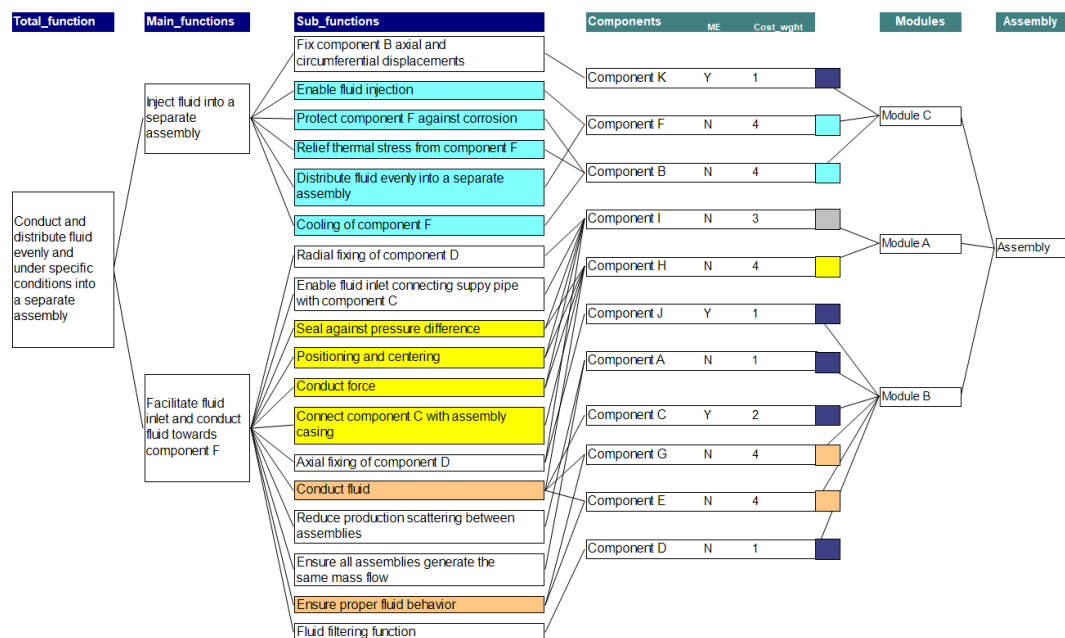 Total_function
Main_functions
Sub_functions
Components
ME
Cost_wght
Modules
Assembly
Conduct and
distribute fluid
evenly and
under specific
conditions into
a separate
assembly
Inject fluid into a
separate
assembly
Facilitate fluid
inlet and conduct
fluid towards
component F
Fix component B axial and
circumferential displacements
Enable fluid injection
Protect component F against corrosion
Relief thermal stress from component F
Distribute fluid evenly into a separate
assembly
Cooling of component F
Radial fixing of component D
Enable fluid inlet connecting suppy pipe
with component C
Seal against pressure difference
Positioning and centering
Conduct force
Connect component C with assembly
casing
Axial fixing of component D
Conduct fluid
Reduce production scattering between
assemblies
Ensure all assemblies generate the
same mass flow
Ensure proper fluid behavior
Fluid filtering function
Component K Y 1
Component F N 4
Component B N 4
Component I N 3
Component H N 4
Component J Y 1
Component A N 1
Component C Y 2
Component G N 4
Component E N 4
Component D N 1
Module C
Module A
Module B
Assembly